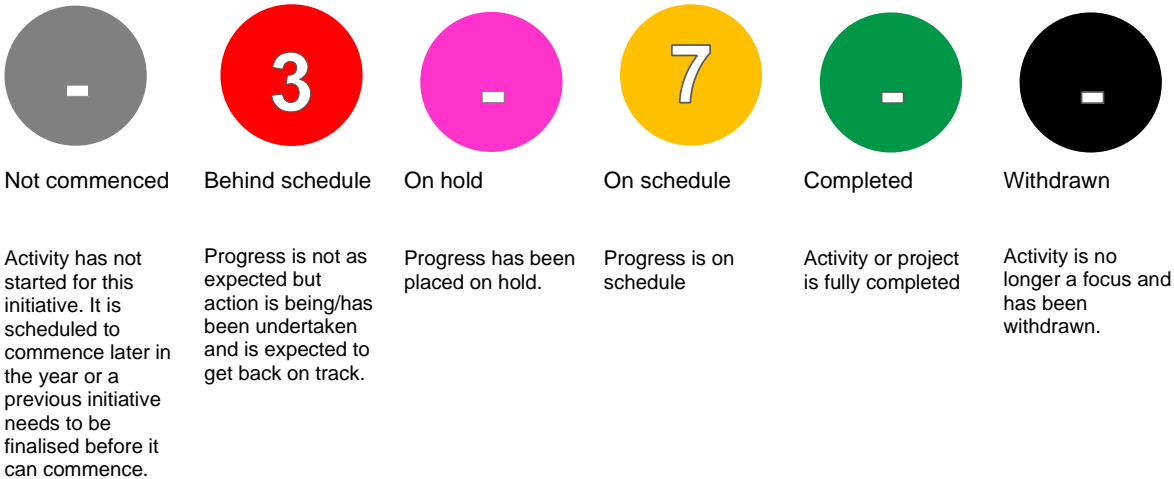 -
3
-
7
-
-
Not commenced
Behind schedule
On hold
On schedule
Completed
Withdrawn
Activity has not
started for this
initiative. It is
scheduled to
commence later in
the year or a
previous initiative
needs to be
finalised before it
can commence.
Progress is not as
expected but
action is being/has
been undertaken
and is expected to
get back on track.
Progress has been
placed on hold.
Progress is on
schedule
Activity or project
is fully completed
Activity is no
longer a focus and
has been
withdrawn.